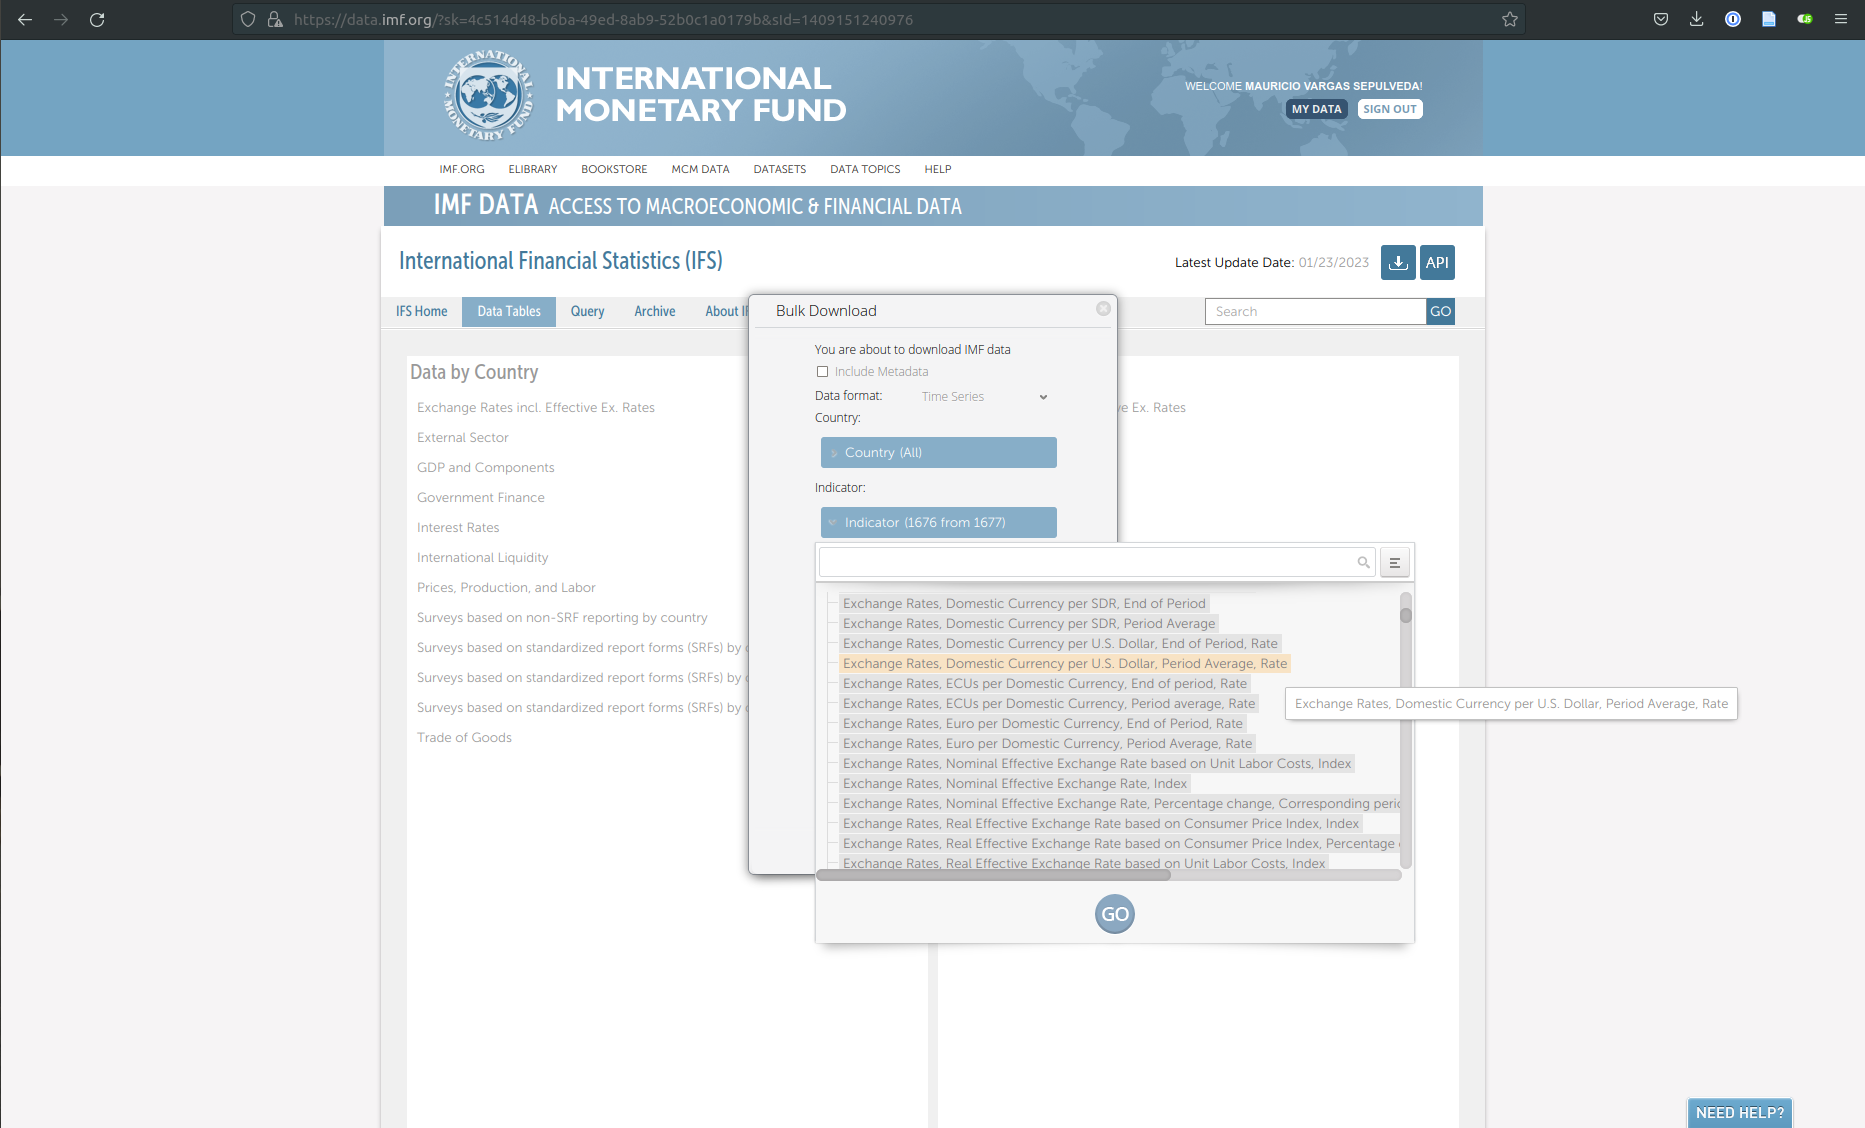 https://data.imf.org/?sk=4c514d48-b6ba-49ed-8ab9-52b0c1a0179b&sId=1409151240976
INTERNATIONAL MONETARY FUND
INTERNATIONAL
MONETARY FUND
WELCOME MAURICIO VARGAS SEPULVEDA!
MY DATA SIGN OUT
IMF.ORG ELIBRARY BOOKSTORE MCM DATA DATASETS DATA TOPICS HELP
IMF DATA ACCESS TO MACROECONOMIC & FINANCIAL DATA
International Financial Statistics (IFS)
Latest Update Date: 01/23/2023
API
IFS Home Data Tables Query Archive About IF
Search GO
Bulk Download
You are about to download IMF data
Include Metadata
Data format: Time Series
Country:
Country (All)
Indicator:
Indicator (1676 from 1677)
Data by Country
Exchange Rates incl. Effective Ex. Rates
External Sector
GDP and Components
Government Finance
Interest Rates
International Liquidity
Prices, Production, and Labor
Surveys based on non-SRF reporting by country
Surveys based on standardized report forms (SRFs) by c
Surveys based on standardized report forms (SRFs) by c
Surveys based on standardized report forms (SRFs) by c
Trade of Goods
ve Ex. Rates
Exchange Rates, Domestic Currency per SDR, End of Period
Exchange Rates, Domestic Currency per SDR, Period Average
Exchange Rates, Domestic Currency per U.S. Dollar, End of Period, Rate
Exchange Rates, Domestic Currency per U.S. Dollar, Period Average, Rate
Exchange Rates, ECUs per Domestic Currency, End of period, Rate
Exchange Rates, ECUs per Domestic Currency, Period average, Rate
Exchange Rates, Euro per Domestic Currency, End of Period, Rate
Exchange Rates, Euro per Domestic Currency, Period Average, Rate
Exchange Rates, Nominal Effective Exchange Rate based on Unit Labor Costs, Index
Exchange Rates, Nominal Effective Exchange Rate, Index
Exchange Rates, Nominal Effective Exchange Rate, Percentage change, Corresponding peri
Exchange Rates, Real Effective Exchange Rate based on Consumer Price Index, Index
Exchange Rates, Real Effective Exchange Rate based on Consumer Price Index, Percentage
Exchange Rates, Real Effective Exchange Rate based on Unit Labor Costs, Index
Exchange Rates, Domestic Currency per U.S. Dollar, Period Average, Rate
GO
NEED HELP?